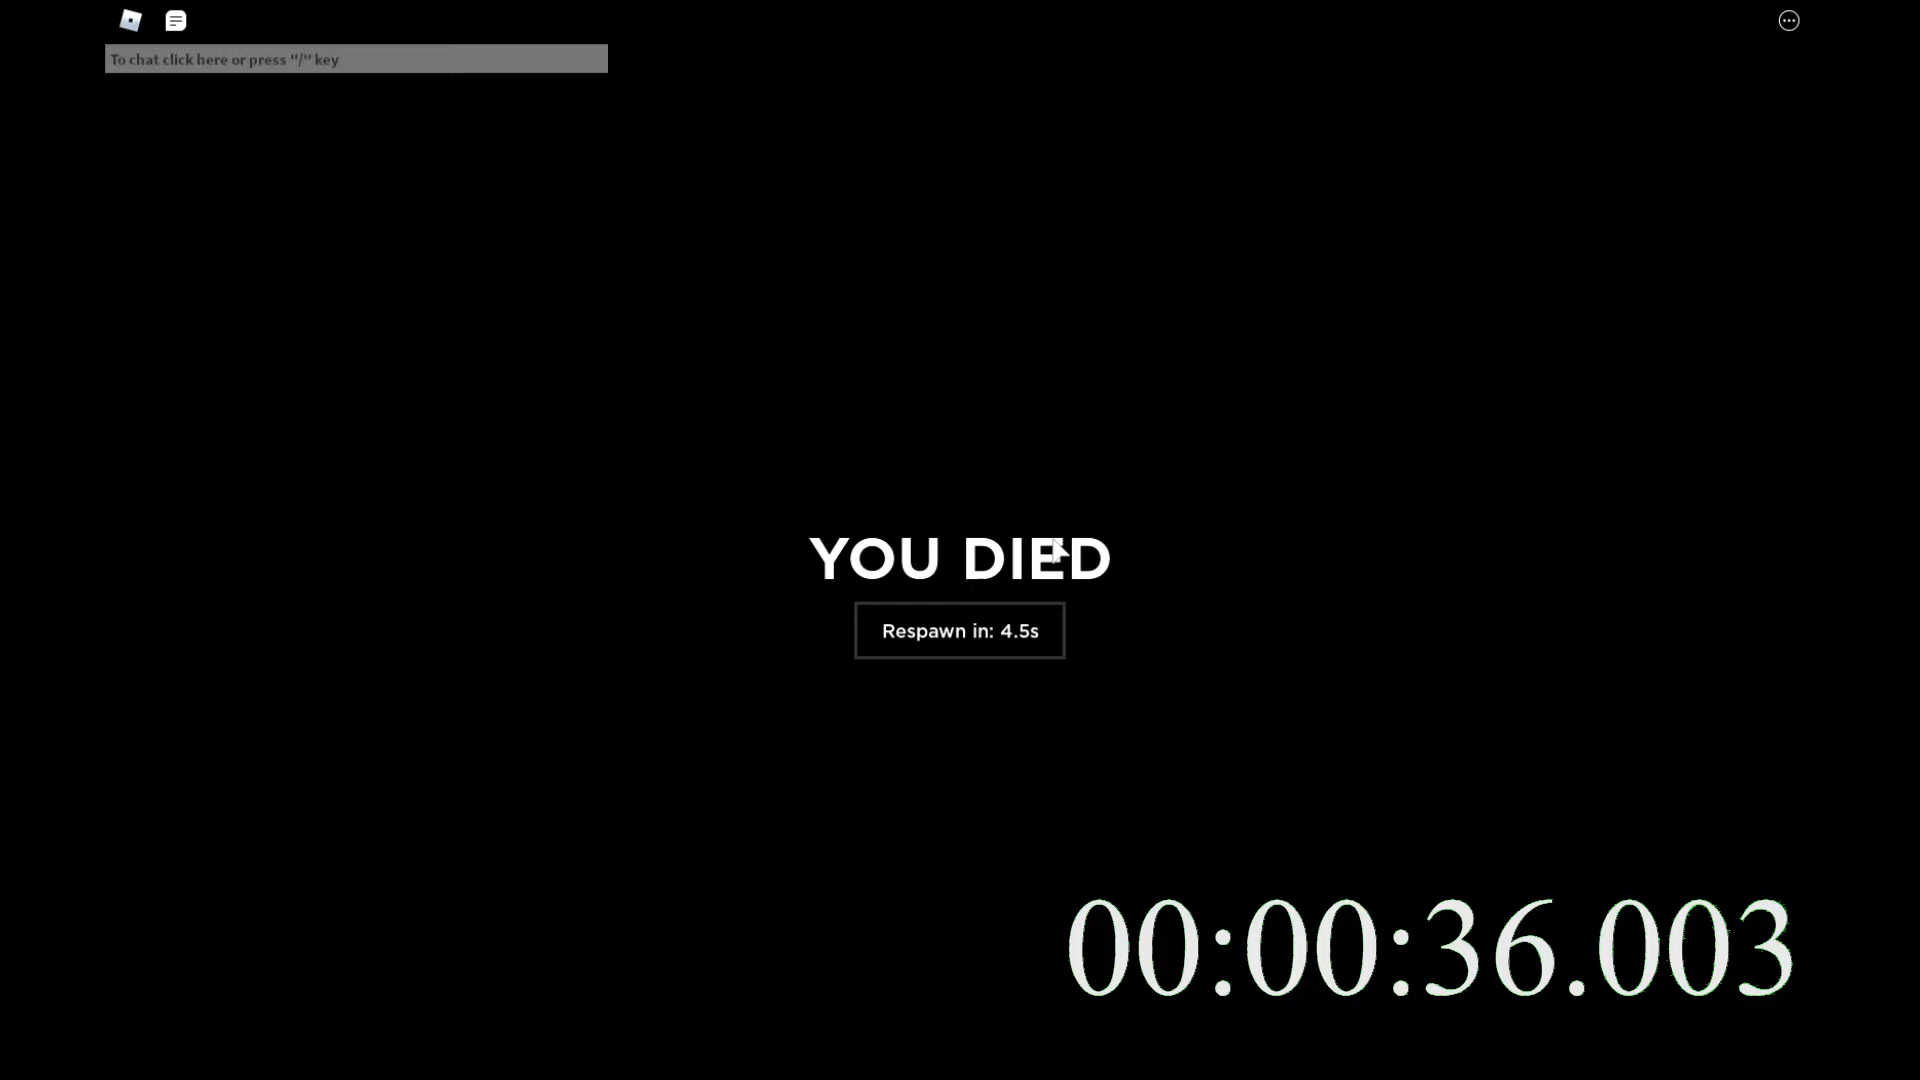 To chat click here or press "/" key
YOU DIED
Respawn in: 4.5s
00:00:36.003